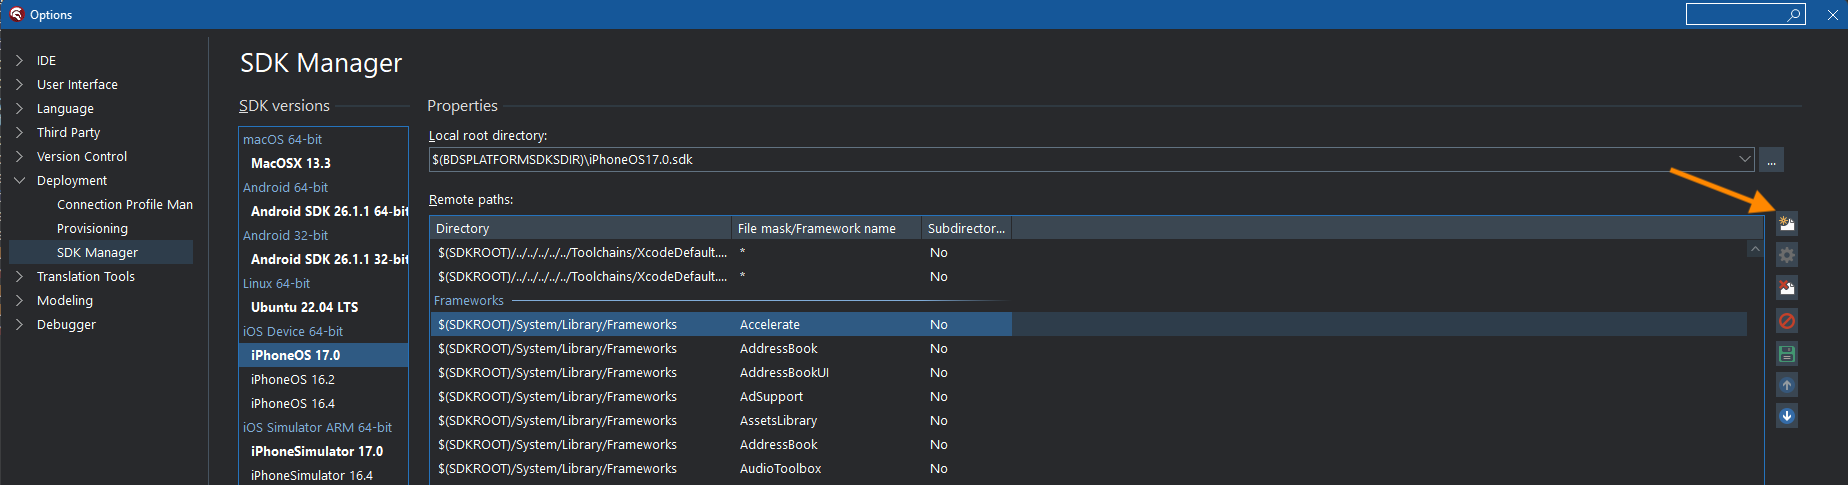 Options
IDE
User Interface
Language
Third Party
Version Control
Deployment
Connection Profile Man
Provisioning
SDK Manager
Translation Tools
Modeling
Debugger
SDK Manager
SDK versions
macOS 64-bit
MacOSX 13.3
Android 64-bit
Android SDK 26.1.1 64-bit
Android 32-bit
Android SDK 26.1.1 32-bit
Linux 64-bit
Ubuntu 22.04 LTS
iOS Device 64-bit
iPhoneOS 17.0
iPhoneOS 16.2
iPhoneOS 16.4
iOS Simulator ARM 64-bit
iPhoneSimulator 17.0
iPhoneSimulator 16.4
Properties
Local root directory:
$(BDSPLATFORMSDKSDIR)\iPhoneOS17.0.sdk
...
Remote paths:
Directory File mask/Framework name Subdirector...
$(SDKROOT)/../../../../../Toolchains/XcodeDefault.... * No
$(SDKROOT)/../../../../../Toolchains/XcodeDefault.... * No
Frameworks
$(SDKROOT)/System/Library/Frameworks Accelerate No
$(SDKROOT)/System/Library/Frameworks AddressBook No
$(SDKROOT)/System/Library/Frameworks AddressBookUI No
$(SDKROOT)/System/Library/Frameworks AdSupport No
$(SDKROOT)/System/Library/Frameworks AssetsLibrary No
$(SDKROOT)/System/Library/Frameworks AddressBook No
$(SDKROOT)/System/Library/Frameworks AudioToolbox No